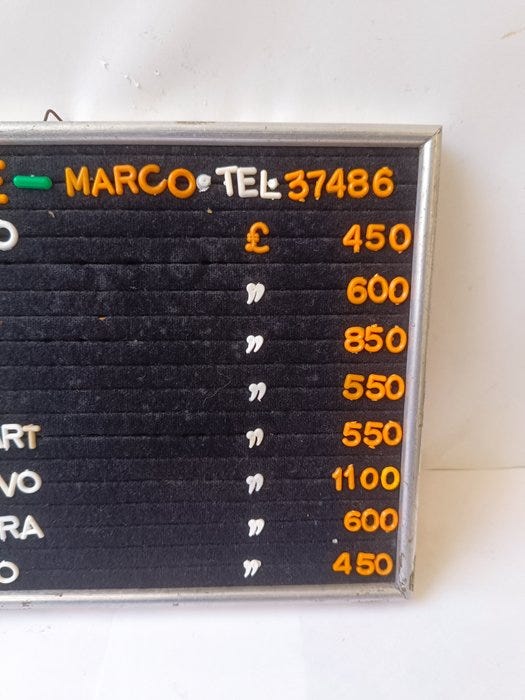 E - MARCO • TEL. 37486
O £ 450
" 600
" 850
" 550
ART " 550
VO " 1100
RA " 600
O " 450